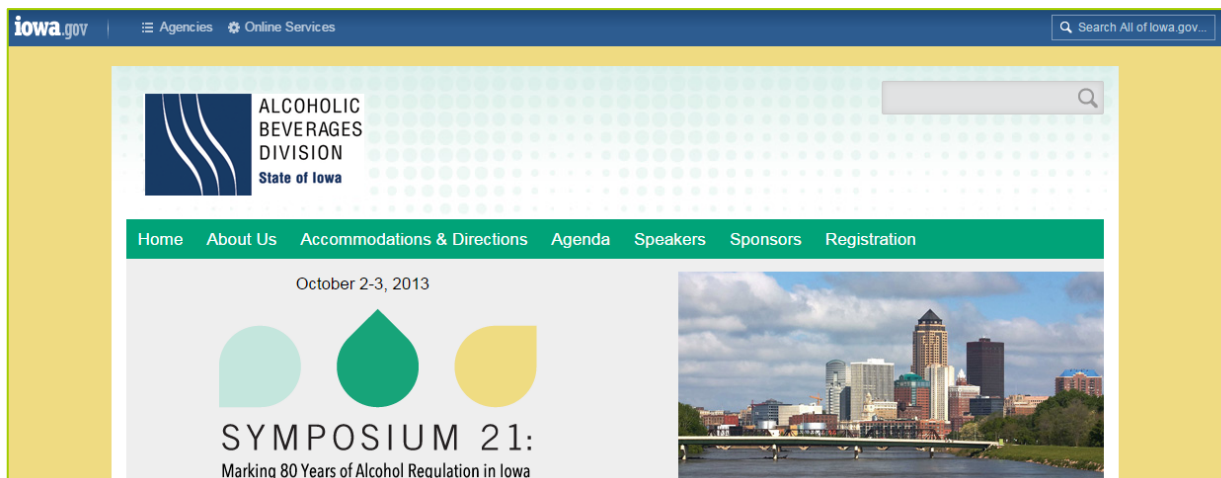 iowa.gov Agencies Online Services Search All of Iowa.gov...
ALCOHOLIC
BEVERAGES
DIVISION
State of Iowa
Home About Us Accommodations & Directions Agenda Speakers Sponsors Registration
October 2-3, 2013
SYMPOSIUM 21:
Marking 80 Years of Alcohol Regulation in Iowa